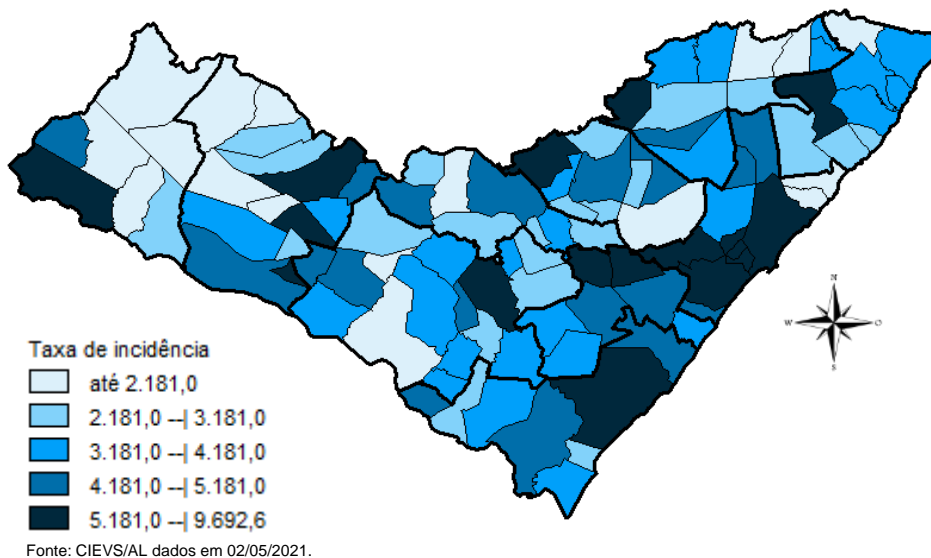 N
W
O
S
Taxa de incidência
até 2.181,0
2.181,0 --| 3.181,0
3.181,0 --| 4.181,0
4.181,0 --| 5.181,0
5.181,0 --| 9.692,6
Fonte: CIEVS/AL dados em 02/05/2021.